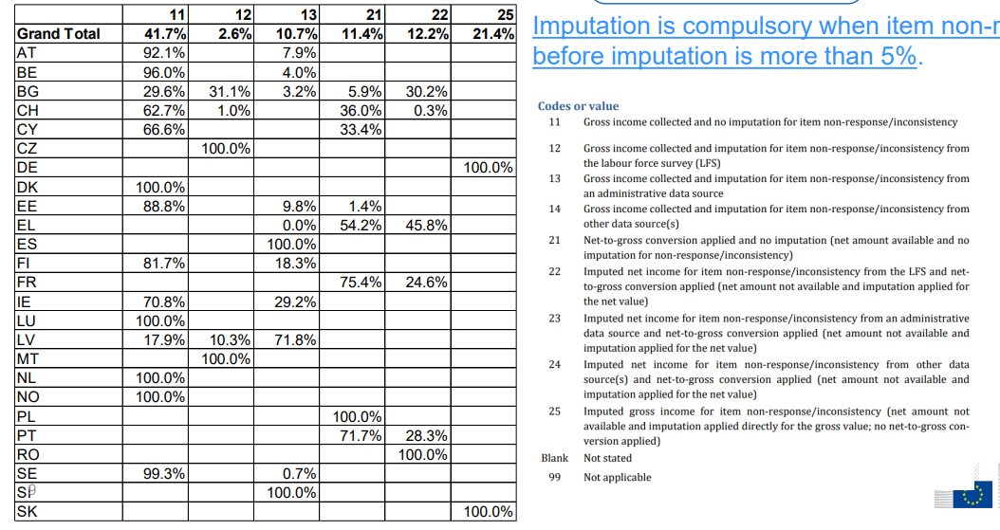 11 12 13 21 22 25
Grand Total 41.7% 2.6% 10.7% 11.4% 12.2% 21.4%
AT 92.1% 7.9%
BE 96.0% 4.0%
BG 29.6% 31.1% 3.2% 5.9% 30.2%
CH 62.7% 1.0% 36.0% 0.3%
CY 66.6% 33.4%
CZ 100.0%
DE 100.0%
DK 100.0%
EE 88.8% 9.8% 1.4%
EL 0.0% 54.2% 45.8%
ES 100.0%
FI 81.7% 18.3%
FR 75.4% 24.6%
IE 70.8% 29.2%
LU 100.0%
LV 17.9% 10.3% 71.8%
MT 100.0%
NL 100.0%
NO 100.0%
PL 100.0%
PT 71.7% 28.3%
RO 100.0%
SE 99.3% 0.7%
SI 100.0%
9
SK 100.0%
Imputation is compulsory when item non-
before imputation is more than 5%.
Codes or value
11 Gross income collected and no imputation for item non-response/inconsistency
12 Gross income collected and imputation for item non-response/inconsistency from
the labour force survey (LFS)
13 Gross income collected and imputation for item non-response/inconsistency from
an administrative data source
14 Gross income collected and imputation for item non-response/inconsistency from
other data source(s)
21 Net-to-gross conversion applied and no imputation (net amount available and no
imputation for non-response/inconsistency)
22 Imputed net income for item non-response/inconsistency from the LFS and net-
to-gross conversion applied (net amount not available and imputation applied for
the net value)
23 Imputed net income for item non-response/inconsistency from an administrative
data source and net-to-gross conversion applied (net amount not available and
imputation applied for the net value)
24 Imputed net income for item non-response/inconsistency from other data
source(s) and net-to-gross conversion applied (net amount not available and
imputation applied for the net value)
25 Imputed gross income for item non-response/inconsistency (net amount not
available and imputation applied directly for the gross value; no net-to-gross con-
version applied)
Blank Not stated
99 Not applicable